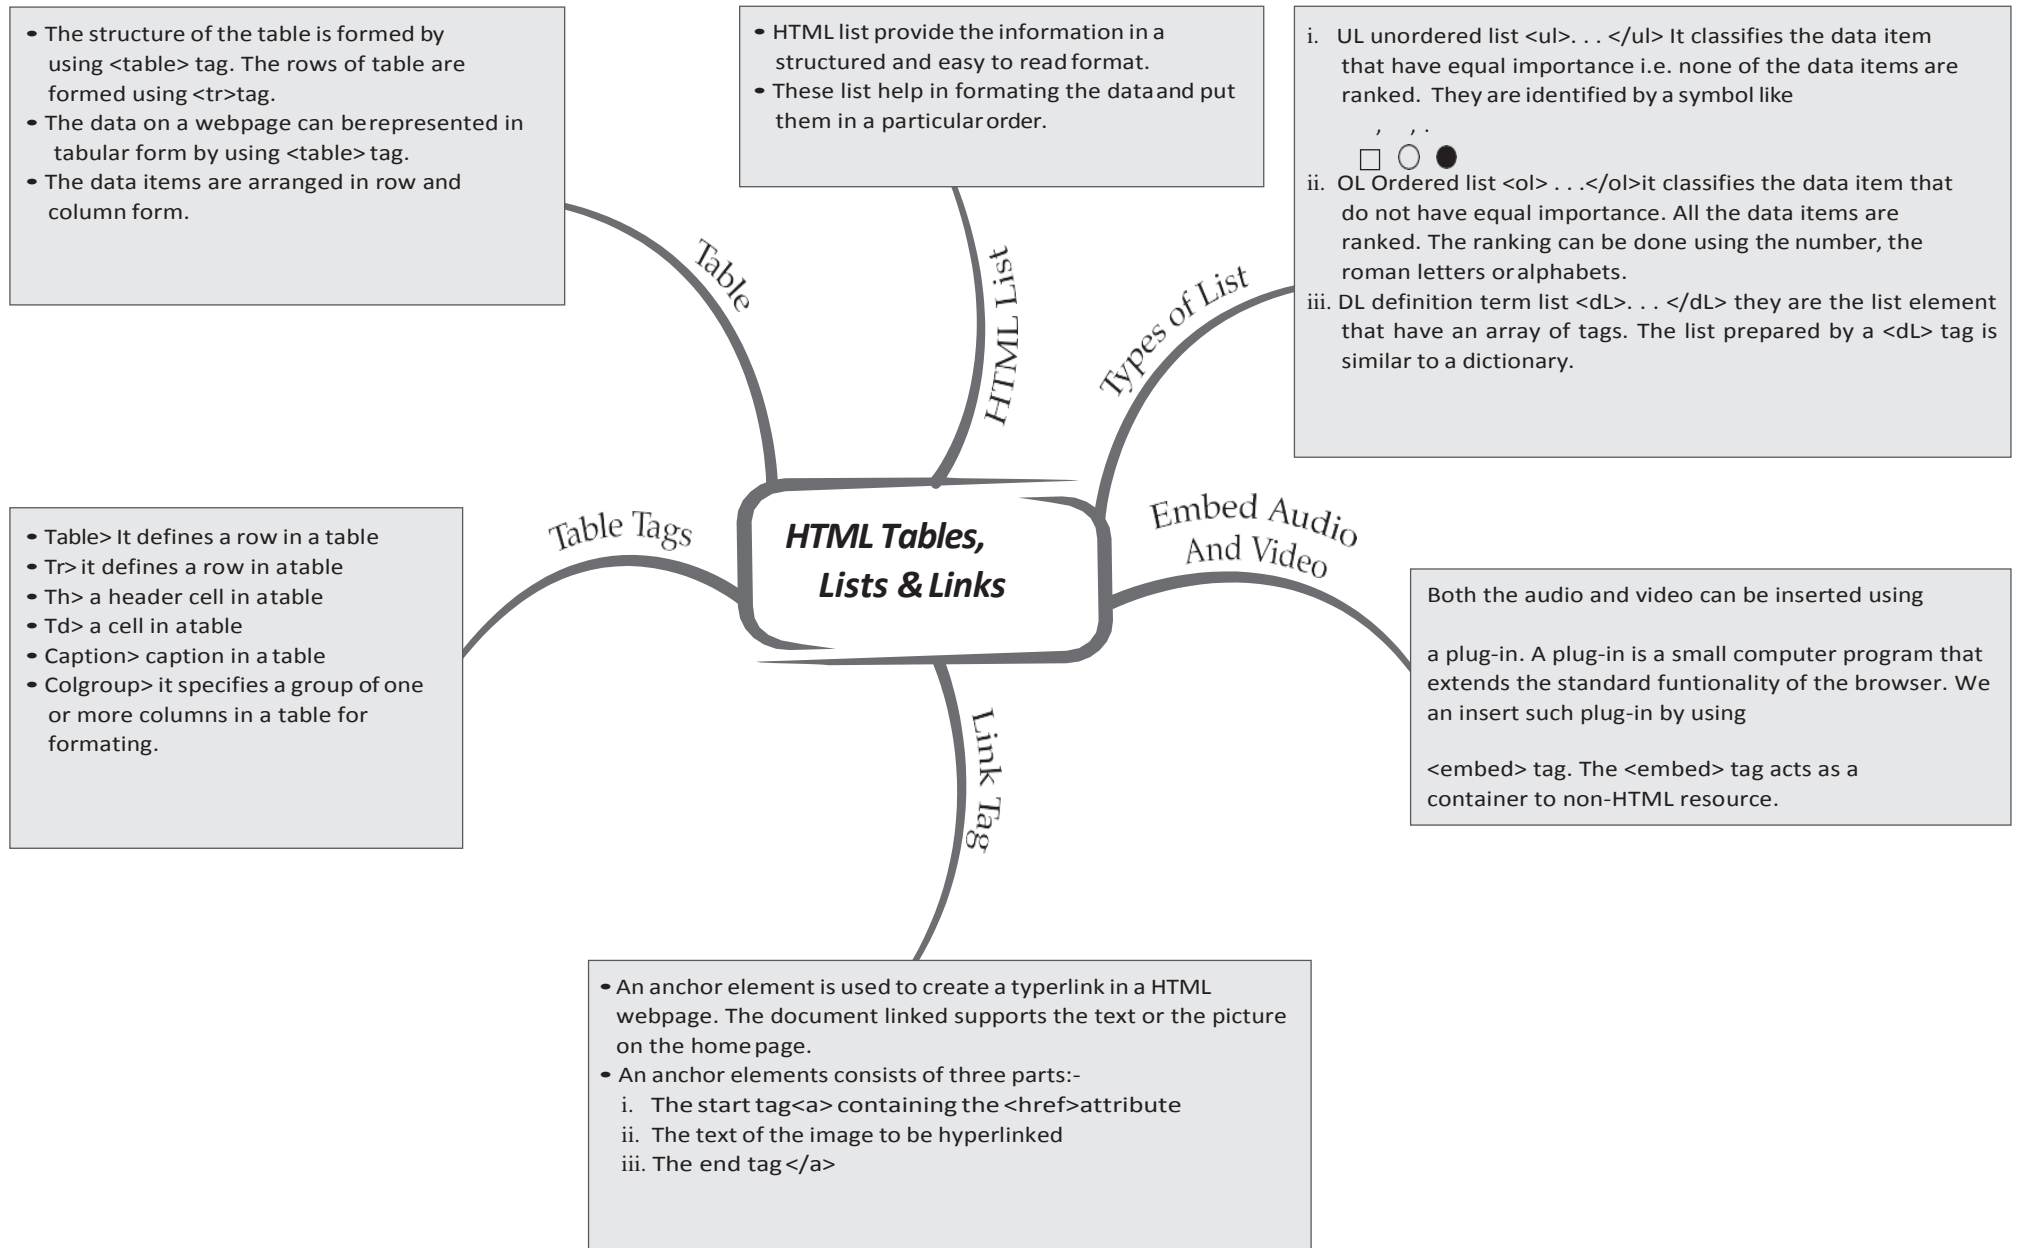 • The structure of the table is formed by
using <table> tag. The rows of table are
formed using <tr>tag.
• The data on a webpage can be represented in
tabular form by using <table> tag.
• The data items are arranged in row and
column form.
Table
• HTML list provide the information in a
structured and easy to read format.
• These list help in formating the data and put
them in a particular order.
HTML List
i. UL unordered list <ul>. . . </ul> It classifies the data item
that have equal importance i.e. none of the data items are
ranked. They are identified by a symbol like
, , .
ii. OL Ordered list <ol> . . .</ol>it classifies the data item that
do not have equal importance. All the data items are
ranked. The ranking can be done using the number, the
roman letters or alphabets.
iii. DL definition term list <dL>. . . </dL> they are the list element
that have an array of tags. The list prepared by a <dL> tag is
similar to a dictionary.
Types of List
HTML Tables,
Lists & Links
Table Tags
• Table> It defines a row in a table
• Tr> it defines a row in a table
• Th> a header cell in a table
• Td> a cell in a table
• Caption> caption in a table
• Colgroup> it specifies a group of one
or more columns in a table for
formating.
Embed Audio
And Video
Both the audio and video can be inserted using
a plug-in. A plug-in is a small computer program that
extends the standard funtionality of the browser. We
an insert such plug-in by using
<embed> tag. The <embed> tag acts as a
container to non-HTML resource.
Link Tag
• An anchor element is used to create a typerlink in a HTML
webpage. The document linked supports the text or the picture
on the home page.
• An anchor elements consists of three parts:-
i. The start tag<a> containing the <href>attribute
ii. The text of the image to be hyperlinked
iii. The end tag </a>